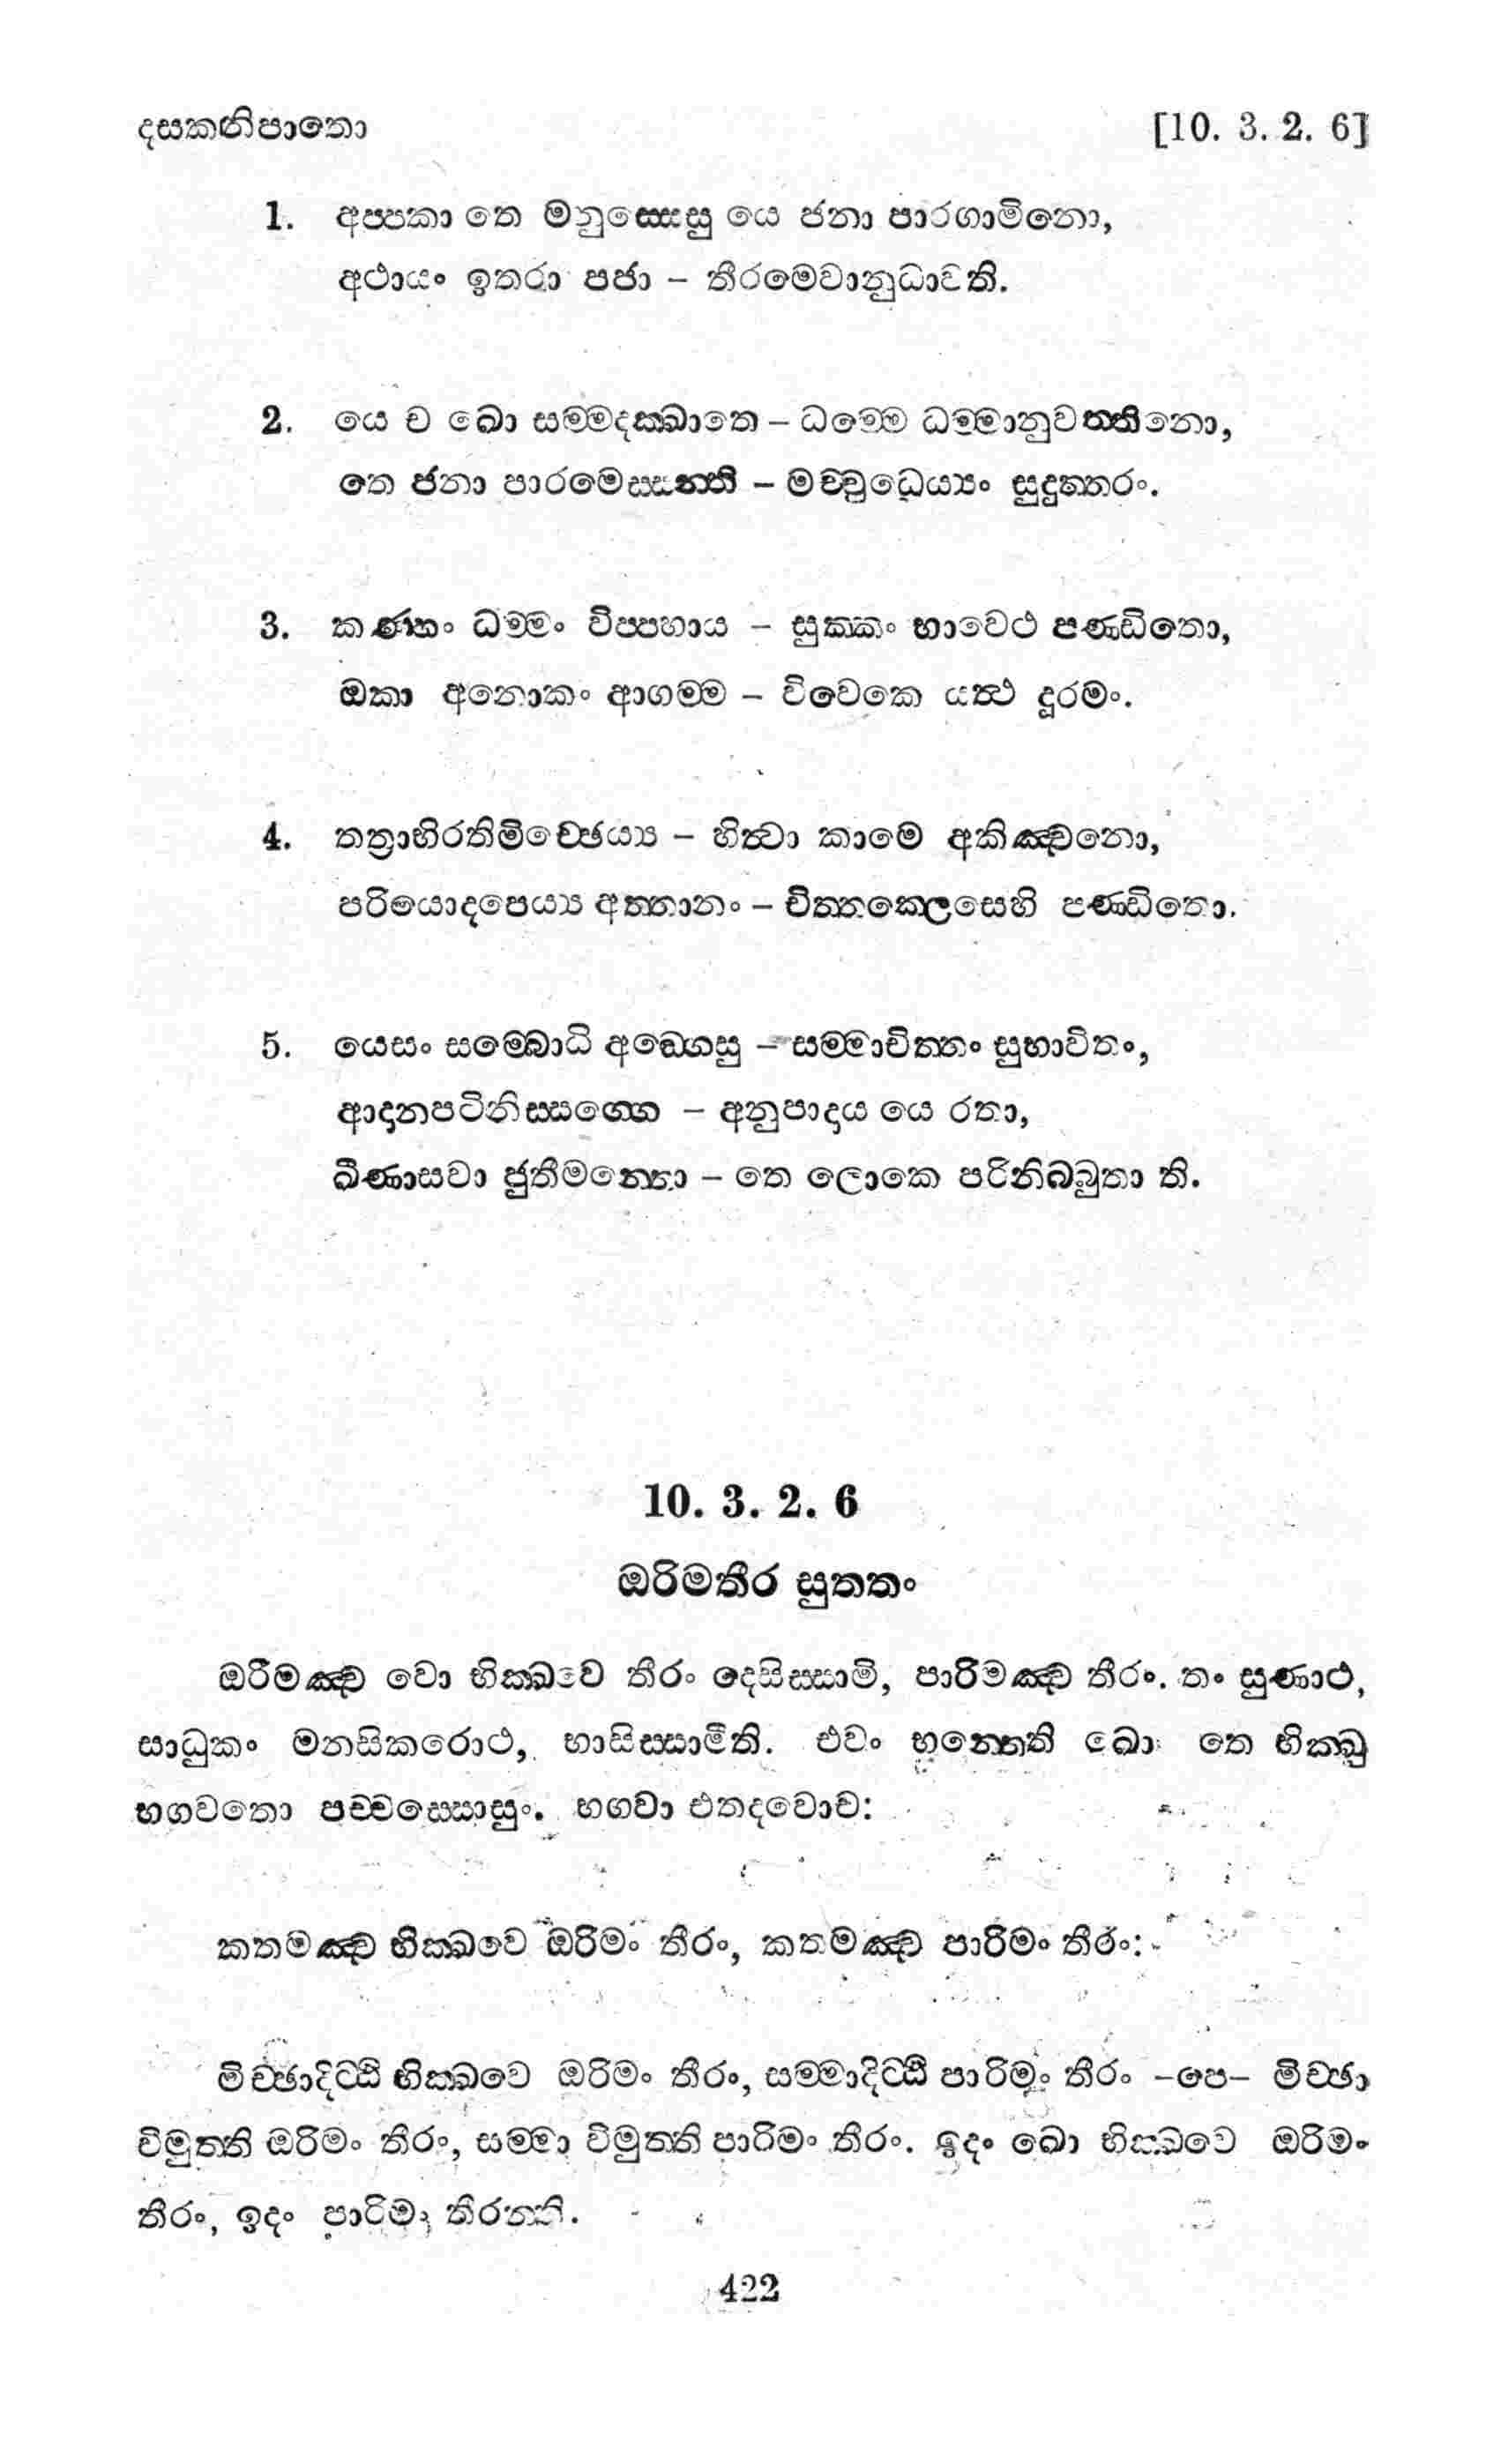 දසකනිපාතො [10. 3. 2. 6]
1. අප්පකා තෙ මනුස්සෙසු යෙ ජනා පාරගාමිනො,
අථායං ඉතරා පජා – තීරමෙවානුධාවති.
2. යෙ ච ඛො සම්මදක්ඛාතෙ – ධම්මෙ ධම්මානුවත්තිනො,
තෙ ජනා පාරමෙස්සන්ති – මච්චුධෙය්‍යං සුදුත්තරං.
3. කණ්හං ධම්මං විප්පහාය – සුක්කං භාවෙථ පණ්ඩිතො,
ඔකා අනොකං ආගම්ම – විවෙකෙ යත්ථ දූරමං.
4. තත්‍රාභිරතිමිච්ඡෙය්‍ය – හිත්වා කාමෙ අකිඤ්චනො,
පරියොදපෙය්‍ය අත්තානං – චිත්තක්ලෙසෙහි පණ්ඩිතො.
5. යෙසං සම්බොධි අඞ්ගෙසු – සම්මාචිත්තං සුභාවිතං,
ආදානපටිනිස්සග්ගෙ – අනුපාදාය යෙ රතා,
ඛීණාසවා ජුතීමන්තො – තෙ ලොකෙ පරිනිබ්බුතා ති.
10. 3. 2. 6
ඔරිමතීර සුත්තං
ඔරිමඤ්ච වො භික්ඛවෙ තීරං දෙසිස්සාමි, පාරිමඤ්ච තීරං. තං සුණාථ,
සාධුකං මනසිකරොථ, භාසිස්සාමීති. එවං භන්තෙති ඛො තෙ භික්ඛූ
භගවතො පච්චස්සොසුං. භගවා එතදවොච:
කතමඤ්ච භික්ඛවෙ ඔරිමං තීරං, කතමඤ්ච පාරිමං තීරං:
මිච්ඡාදිට්ඨි භික්ඛවෙ ඔරිමං තීරං, සම්මාදිට්ඨි පාරිමං තීරං –පෙ– මිච්ඡා
විමුත්ති ඔරිමං තීරං, සම්මා විමුත්ති පාරිමං තීරං. ඉදං ඛො භික්ඛවෙ ඔරිමං
තීරං, ඉදං පාරිමං තීරන්ති.
422